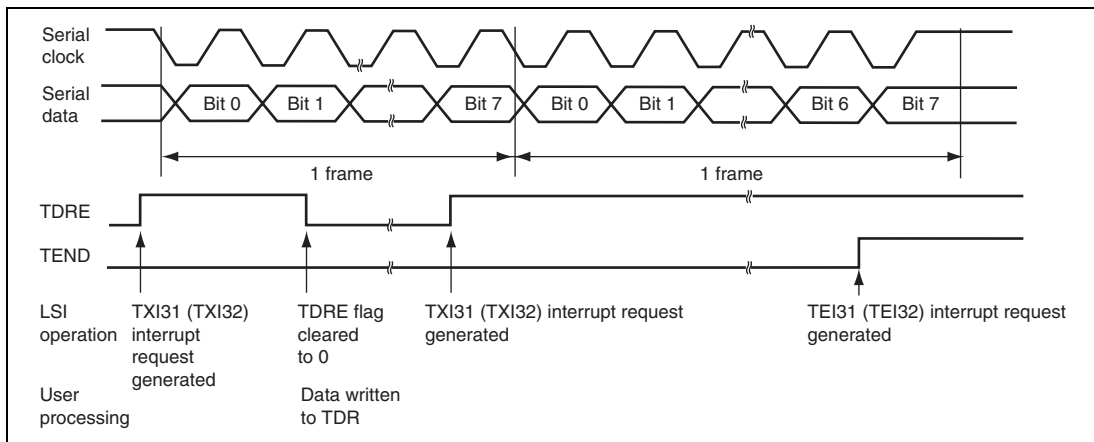 Serial
clock
Serial
data
Bit 0
Bit 1
Bit 7
Bit 0
Bit 1
Bit 6
Bit 7
1 frame
1 frame
TDRE
TEND
LSI
operation
TXI31 (TXI32)
interrupt
request
generated
TDRE flag
cleared
to 0
TXI31 (TXI32) interrupt request
generated
TEI31 (TEI32) interrupt request
generated
User
processing
Data written
to TDR